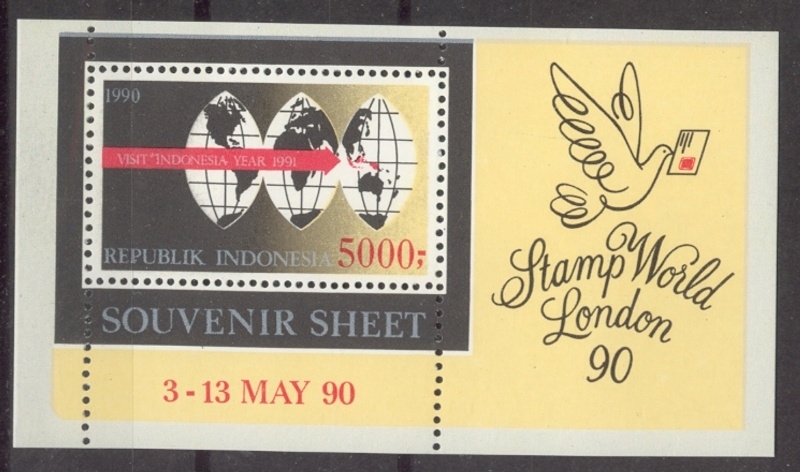 1990
VISIT INDONESIA YEAR 1991
REPUBLIK INDONESIA 5000,-
SOUVENIR SHEET
3 - 13 MAY 90
Stamp World
London
90